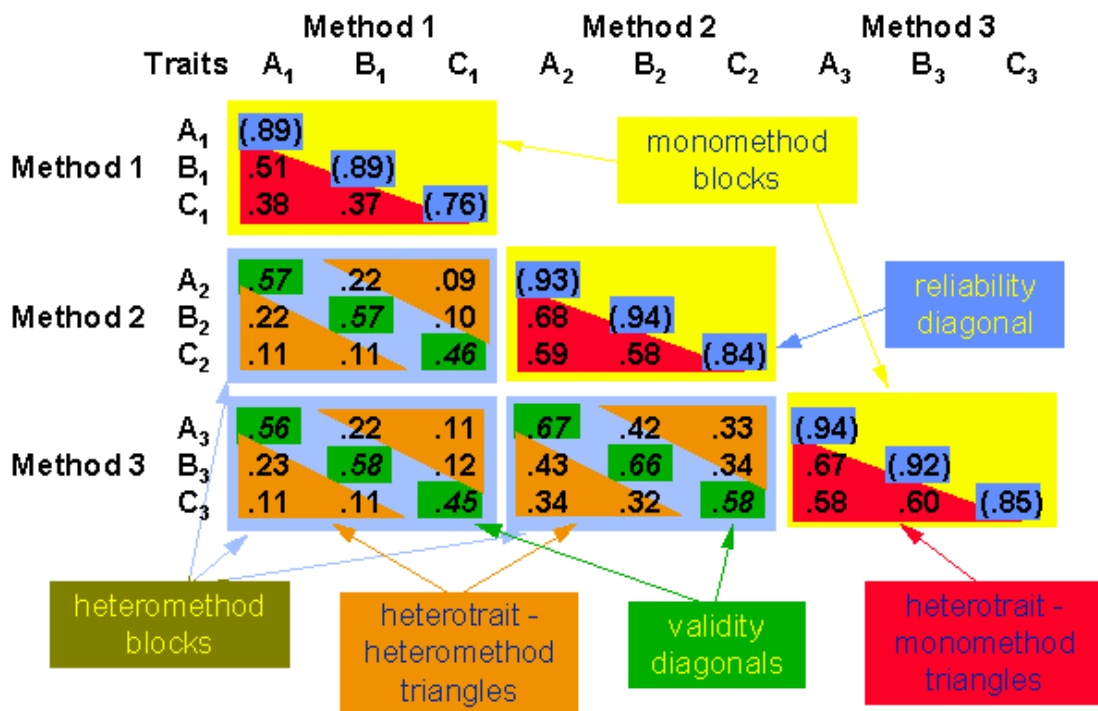 Method 1 Method 2 Method 3
Traits A₁ B₁ C₁ A₂ B₂ C₂ A₃ B₃ C₃
A₁ (.89)
Method 1 B₁ .51 (.89)
C₁ .38 .37 (.76)
monomethod
blocks
A₂ .57 .22 .09 (.93)
Method 2 B₂ .22 .57 .10 .68 (.94)
C₂ .11 .11 .46 .59 .58 (.84)
reliability
diagonal
A₃ .56 .22 .11 .67 .42 .33 (.94)
Method 3 B₃ .23 .58 .12 .43 .66 .34 .67 (.92)
C₃ .11 .11 .45 .34 .32 .58 .58 .60 (.85)
heteromethod
blocks
heterotrait -
heteromethod
triangles
validity
diagonals
heterotrait -
monomethod
triangles